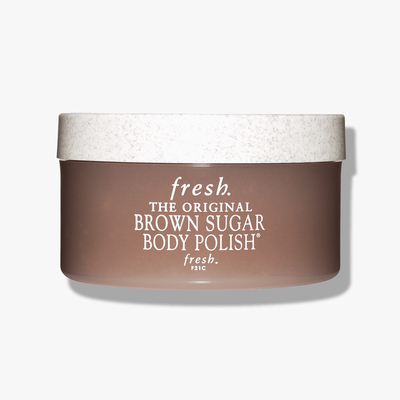 fresh.
THE ORIGINAL
BROWN SUGAR
BODY POLISH®
fresh.
F21C